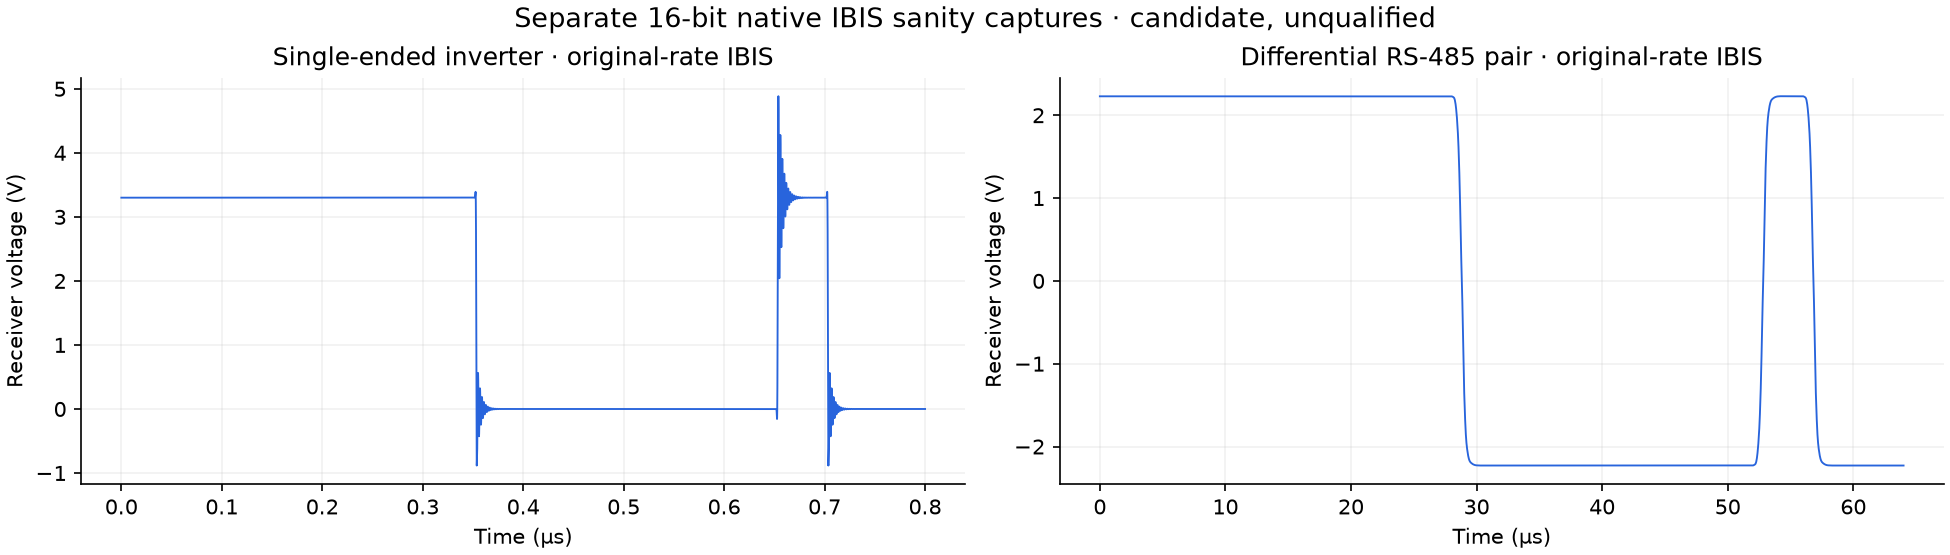 Separate 16-bit native IBIS sanity captures · candidate, unqualified
Single-ended inverter · original-rate IBIS
Receiver voltage (V)
5
4
3
2
1
0
−1
0.0 0.1 0.2 0.3 0.4 0.5 0.6 0.7 0.8
Time (µs)
Differential RS-485 pair · original-rate IBIS
Receiver voltage (V)
2
1
0
−1
−2
0 10 20 30 40 50 60
Time (µs)